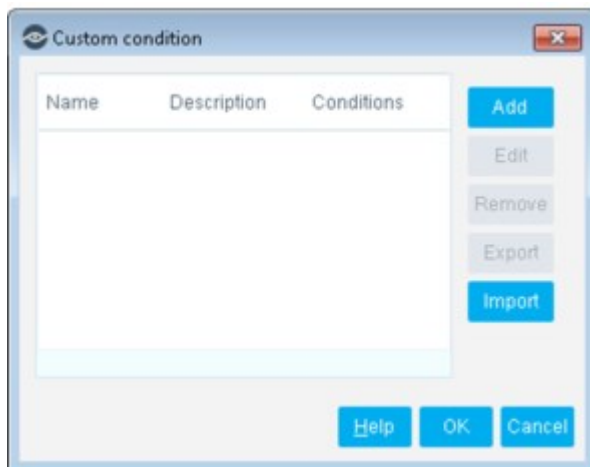 Custom condition
Name Description Conditions
Add
Edit
Remove
Export
Import
Help OK Cancel